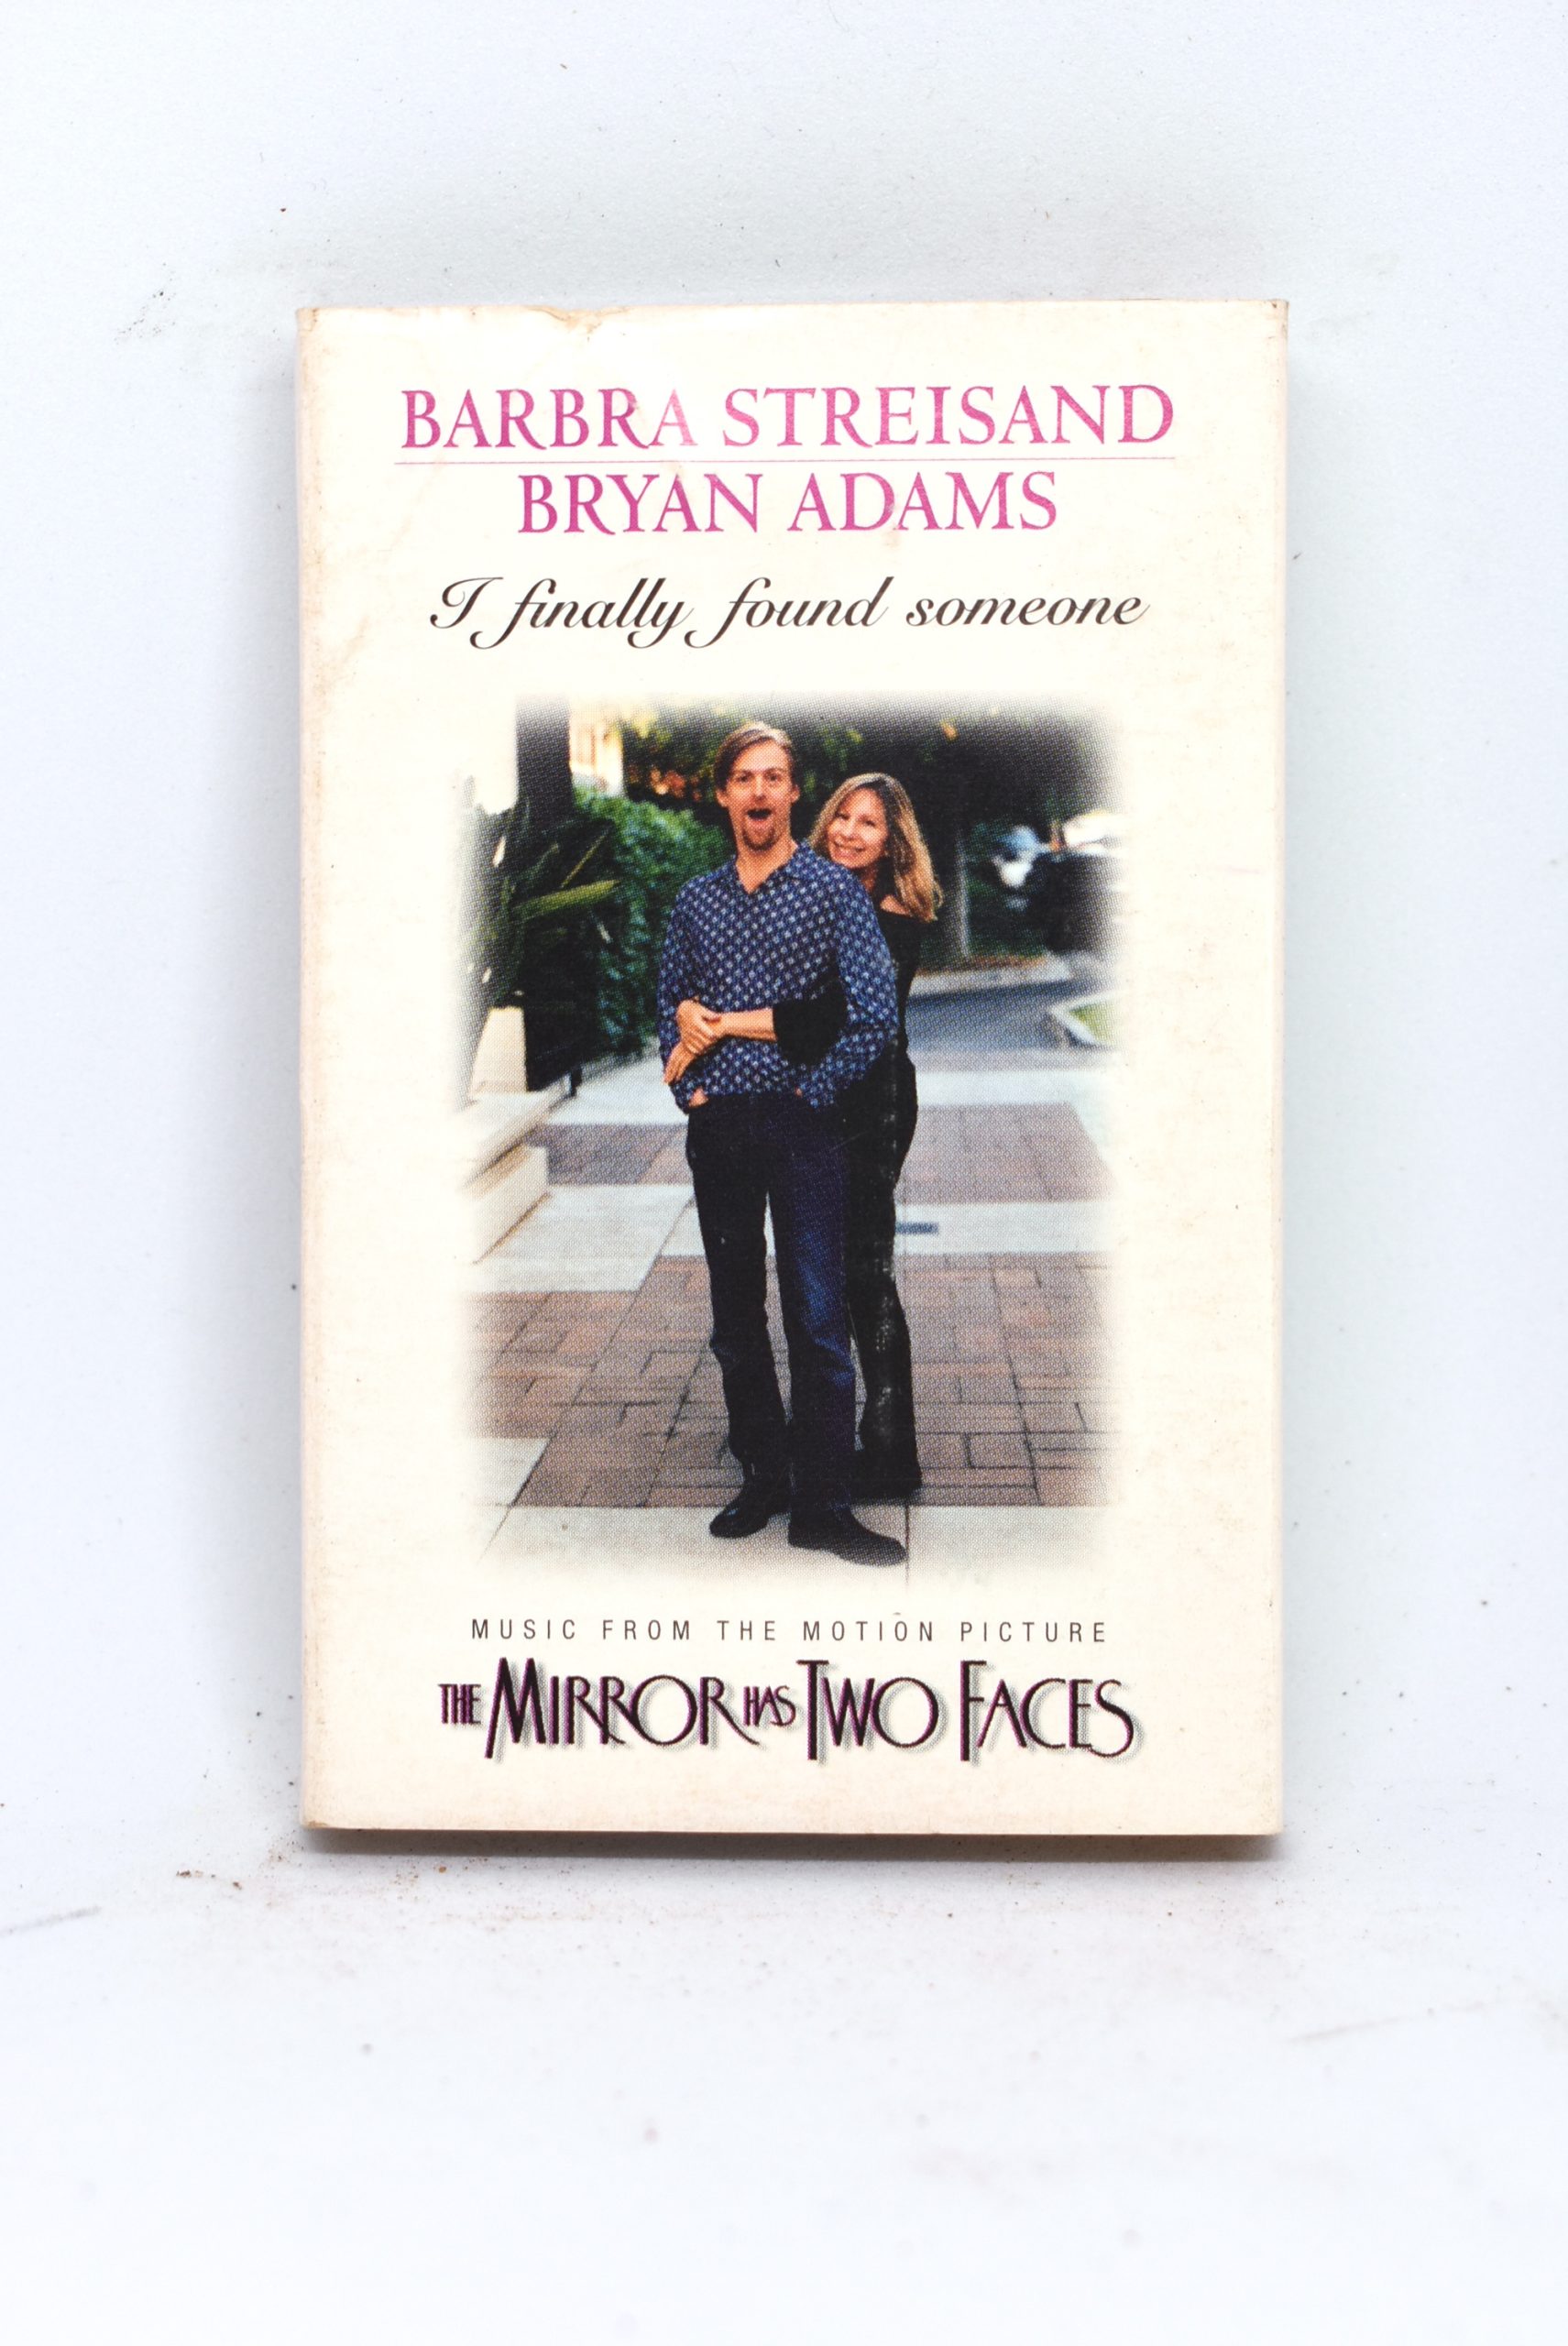 BARBRA STREISAND
BRYAN ADAMS
I finally found someone
MUSIC FROM THE MOTION PICTURE
THE MIRROR HAS TWO FACES